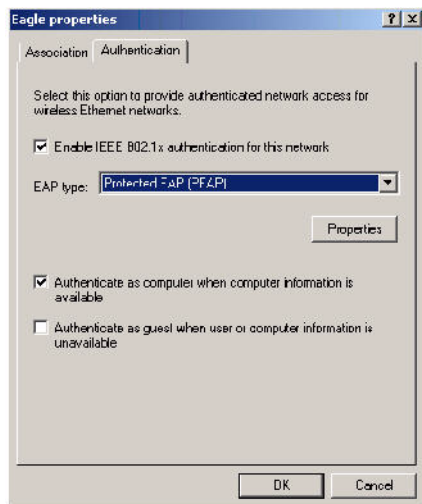 Eagle properties
Association
Authentication
Select this option to provide authenticated network access for
wireless Ethernet networks.
Enable IEEE 802.1x authentication for this network
EAP type:
Protected EAP (PEAP)
Properties
Authenticate as computer when computer information is
available
Authenticate as guest when user or computer information is
unavailable
OK
Cancel